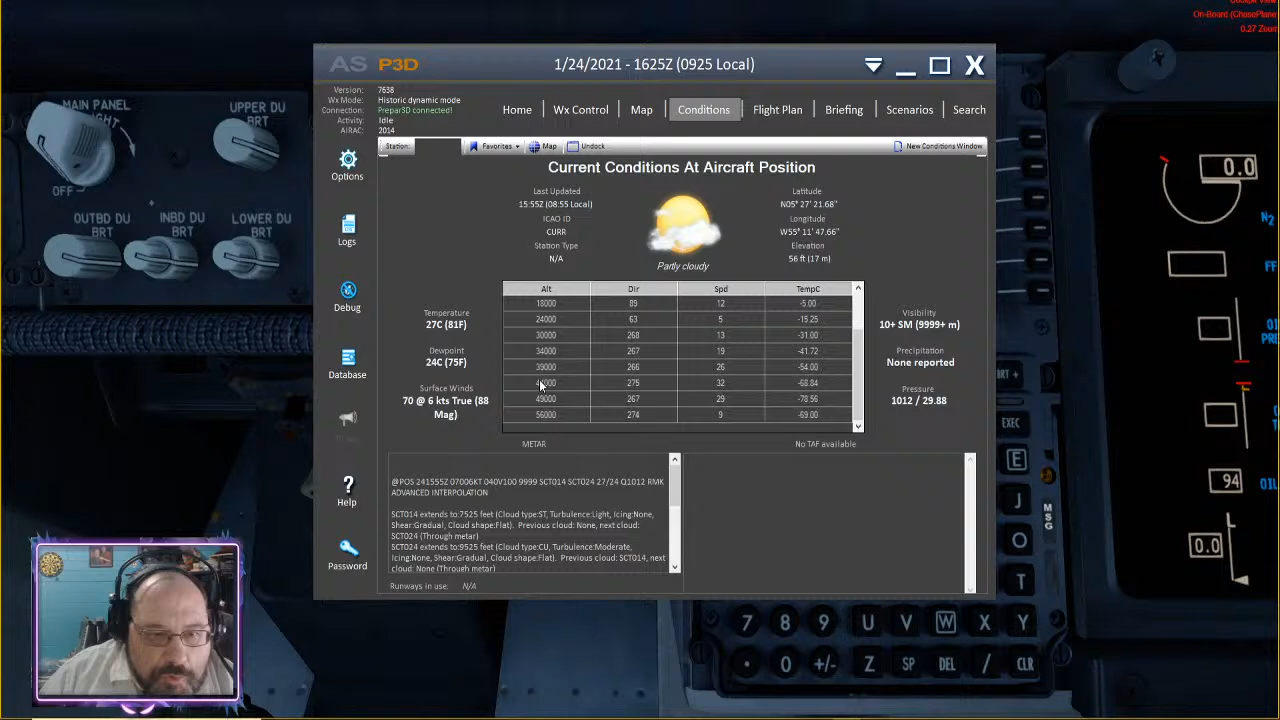 On-Board (ChasePlane
0.27 Zoom
AS P3D
1/24/2021 - 1625Z (0925 Local)
Version: 7638
Wx Mode: Historic dynamic mode
Connection: Prepar3D connected!
Activity: Idle
AIRAC: 2014
Home
Wx Control
Map
Conditions
Flight Plan
Briefing
Scenarios
Search
Station:
Favorites
Map
Undock
New Conditions Window
Options
Logs
Debug
Database
Help
Password
Current Conditions At Aircraft Position
Last Updated
15:55Z (08:55 Local)
ICAO ID
CURR
Station Type
N/A
Partly cloudy
Latitude
N05° 27' 21.68"
Longitude
W55° 11' 47.66"
Elevation
56 ft (17 m)
Temperature
27C (81F)
Dewpoint
24C (75F)
Surface Winds
70 @ 6 kts True (88
Mag)
Alt Dir Spd TempC
18000 89 12 -5.00
24000 63 5 -15.25
30000 268 13 -31.00
34000 267 19 -41.72
39000 266 26 -54.00
275 32 -68.84
49000 267 29 -78.56
56000 274 9 -69.00
Visibility
10+ SM (9999+ m)
Precipitation
None reported
Pressure
1012 / 29.88
METAR
No TAF available
@POS 241555Z 07006KT 040V100 9999 SCT014 SCT024 27/24 Q1012 RMK
ADVANCED INTERPOLATION
SCT014 extends to:7525 feet (Cloud type:ST, Turbulence:Light, Icing:None,
Shear:Gradual, Cloud shape:Flat). Previous cloud: None, next cloud:
SCT024 (Through metar)
SCT024 extends to:9525 feet (Cloud type:CU, Turbulence:Moderate,
Icing:None, Shear:Gradual, Cloud shape:Flat). Previous cloud: SCT014, next
cloud: None (Through metar)
Runways in use: N/A
MAIN PANEL
OFF
UPPER DU
BRT
OUTBD DU
BRT
INBD DU
BRT
LOWER DU
BRT
0.0
N
FF
94
OIL
0.0
BRT +
EXEC
E
J
O
T
MSG
7 8 9 U V W X Y
. 0 +/- Z SP DEL / CLR